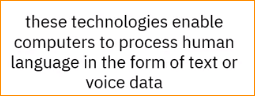 these technologies enable
computers to process human
language in the form of text or
voice data